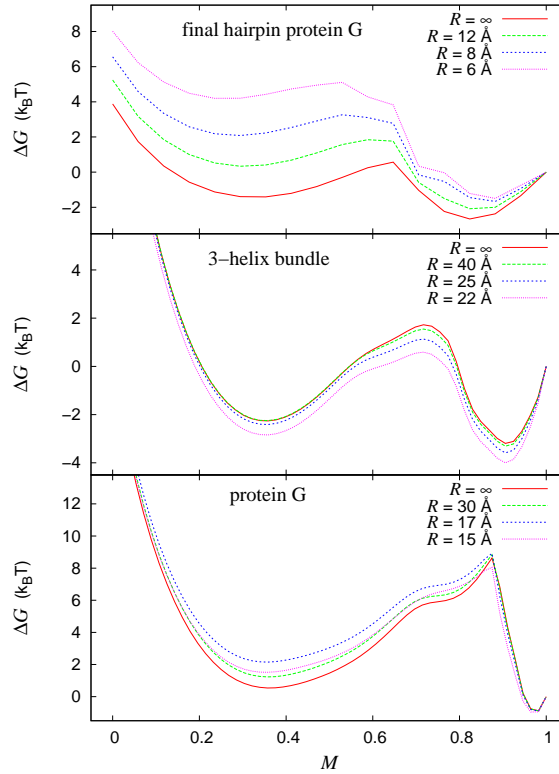 final hairpin protein G
R = ∞
R = 12 Å
R = 8 Å
R = 6 Å
8
6
4
2
0
−2
ΔG (kBT)
3−helix bundle
R = ∞
R = 40 Å
R = 25 Å
R = 22 Å
4
2
0
−2
−4
ΔG (kBT)
protein G
R = ∞
R = 30 Å
R = 17 Å
R = 15 Å
12
10
8
6
4
2
0
ΔG (kBT)
0 0.2 0.4 0.6 0.8 1
M